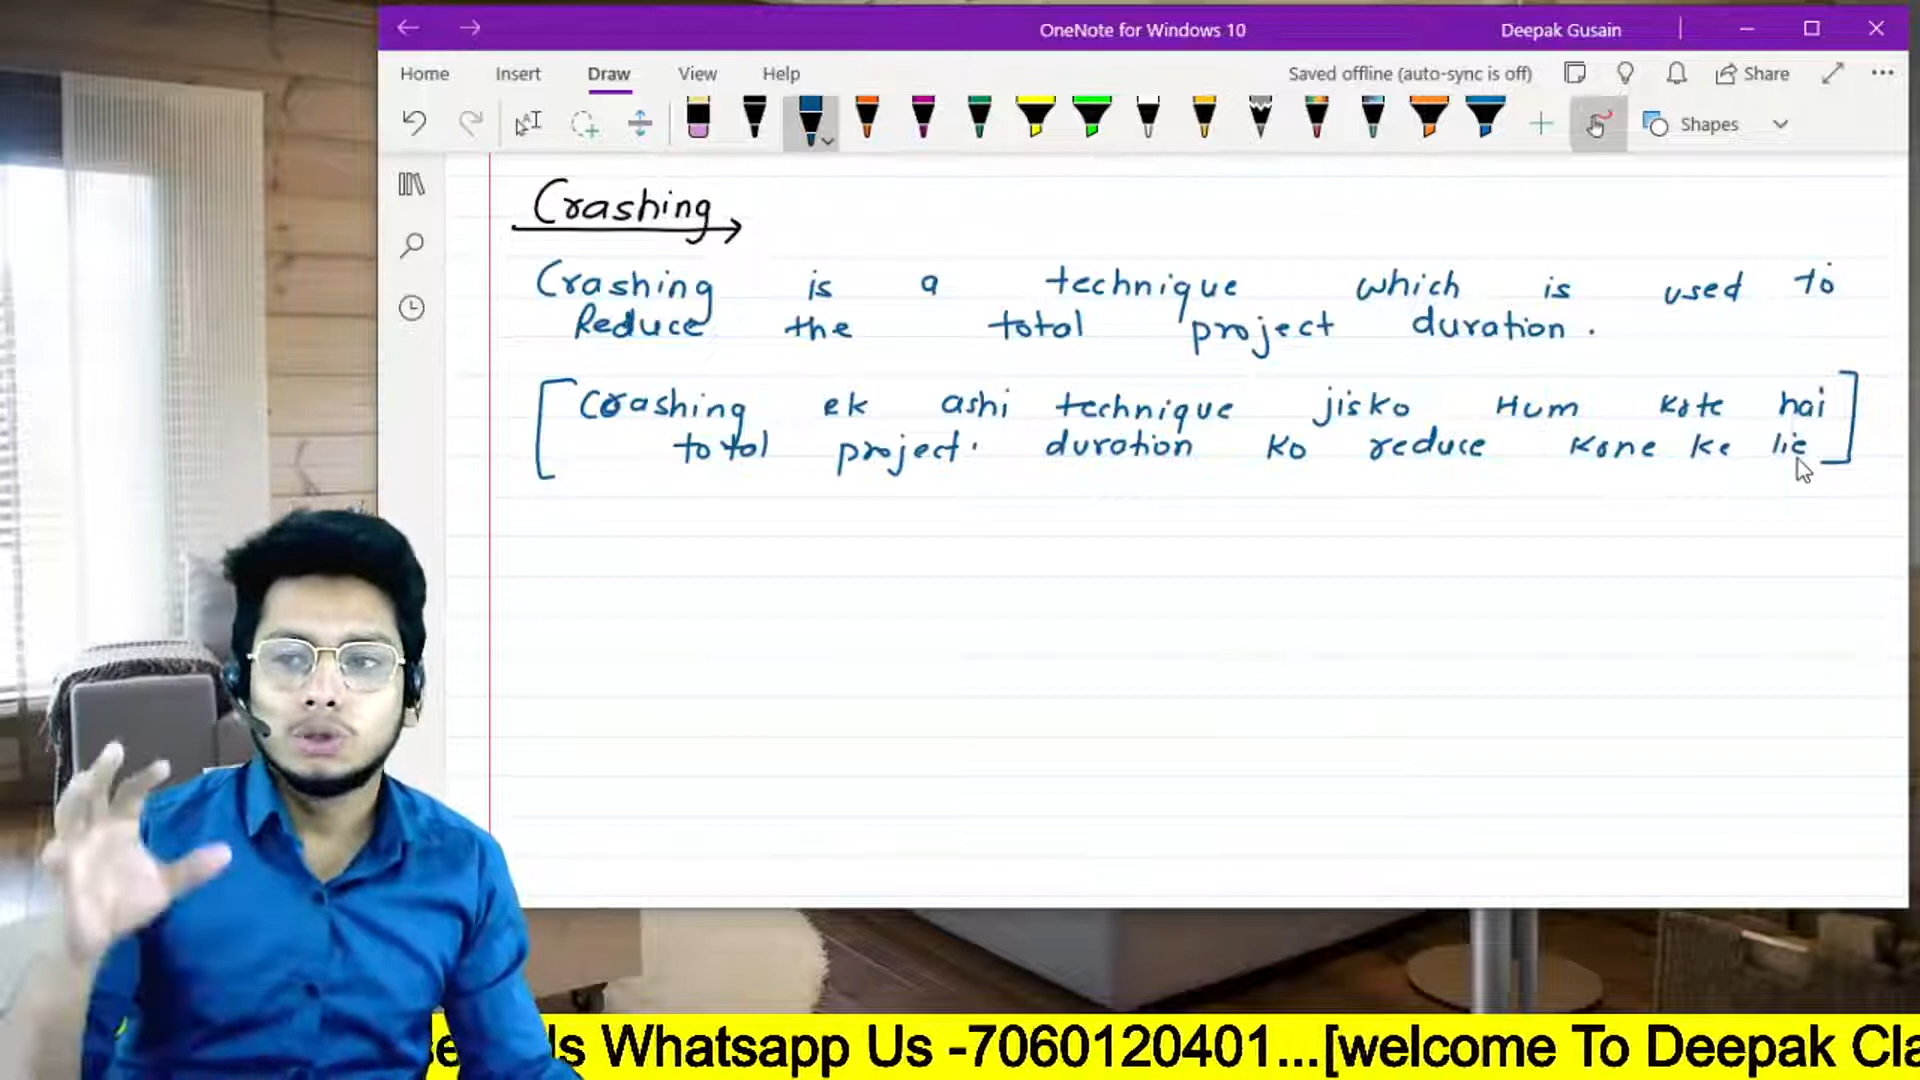 OneNote for Windows 10 Deepak Gusain
Home Insert Draw View Help Saved offline (auto-sync is off) Share
Shapes
Crashing
Crashing is a technique which is used to
Reduce the total project duration.
[Crashing ek ashi technique jisko Hum krte hai
total project. duration ko reduce krne ke lie]
ls Whatsapp Us -7060120401...[welcome To Deepak Cla